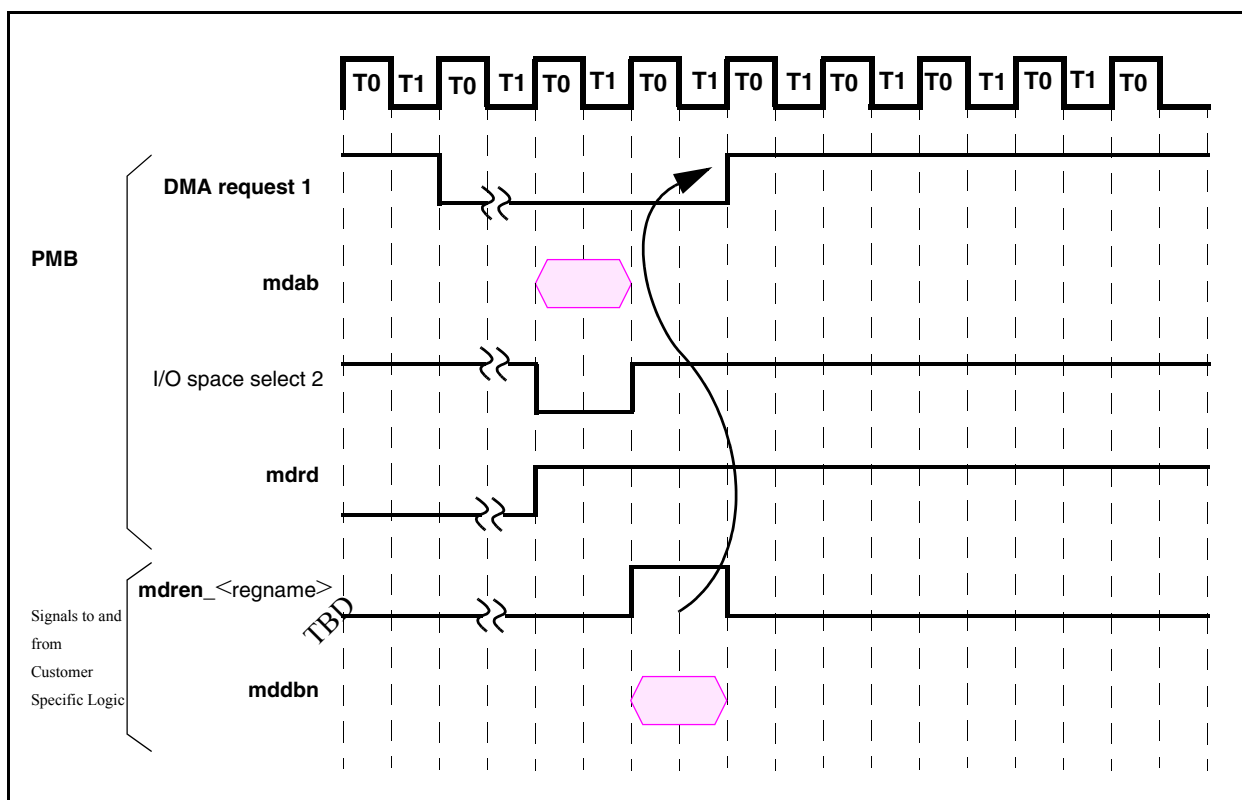 T0 T1 T0 T1 T0 T1 T0 T1 T0 T1 T0 T1 T0 T1 T0 T1 T0
DMA request 1
PMB
mdab
I/O space select 2
mdrd
mdren_<regname>
TBD
Signals to and
from
Customer
Specific Logic
mddbn